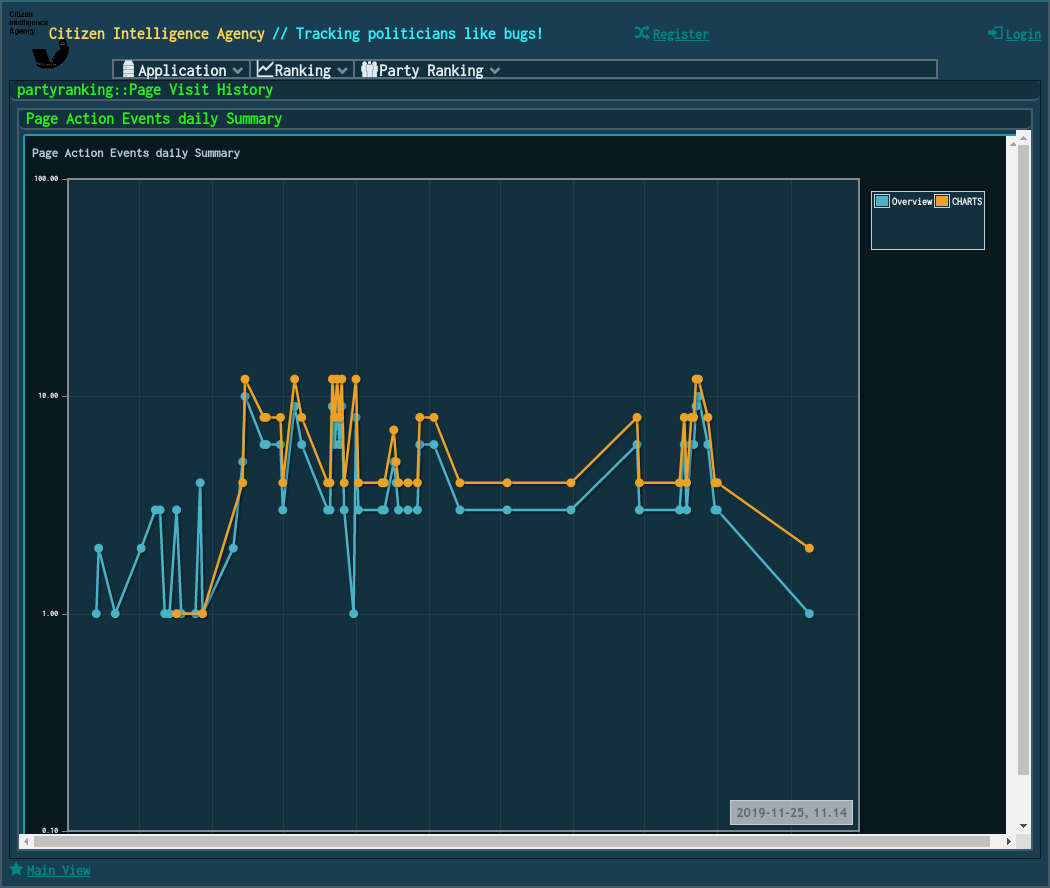 Citizen
Intelligence
Agency
Citizen Intelligence Agency // Tracking politicians like bugs!
Register
Login
Application
Ranking
Party Ranking
partyranking::Page Visit History
Page Action Events daily Summary
Page Action Events daily Summary
100.00
Overview
CHARTS
10.00
1.00
2019-11-25, 11.14
0.10
Main View